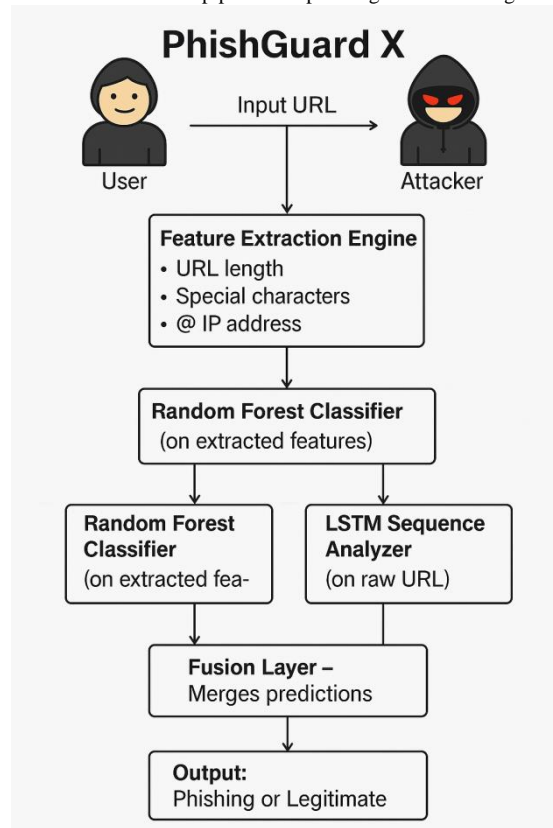 PhishGuard X
Input URL
User
Attacker
Feature Extraction Engine
• URL length
• Special characters
• @ IP address
Random Forest Classifier
(on extracted features)
Random Forest
Classifier
(on extracted fea-
LSTM Sequence
Analyzer
(on raw URL)
Fusion Layer –
Merges predictions
Output:
Phishing or Legitimate